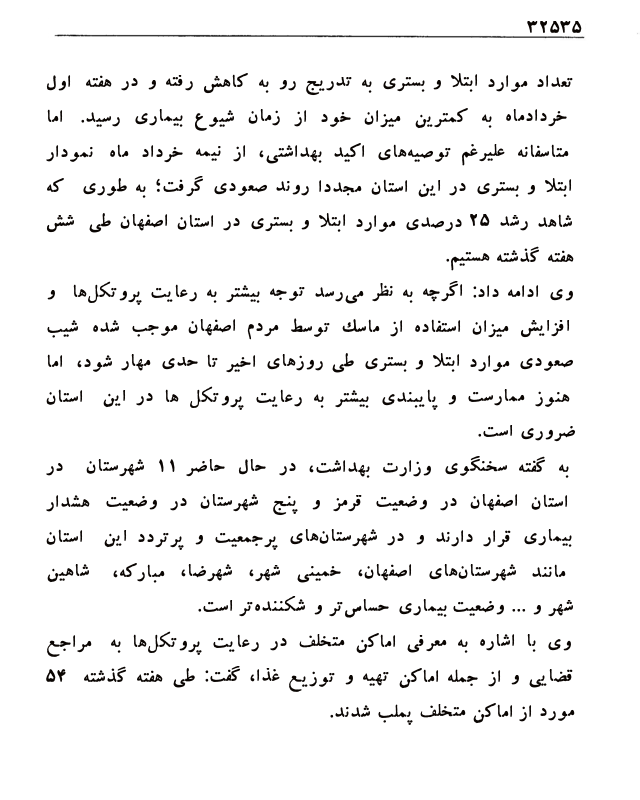 ۳۲۵۳۵
تعداد موارد ابتلا و بستری به تدریج رو به کاهش رفته و در هفته اول
خردادماه به کمترین میزان خود از زمان شیوع بیماری رسید. اما
متاسفانه علیرغم توصیه‌های اکید بهداشتی، از نیمه خرداد ماه نمودار
ابتلا و بستری در این استان مجددا روند صعودی گرفت؛ به طوری که
شاهد رشد ۲۵ درصدی موارد ابتلا و بستری در استان اصفهان طی شش
هفته گذشته هستیم.
وی ادامه داد: اگرچه به نظر می‌رسد توجه بیشتر به رعایت پروتکل‌ها و
افزایش میزان استفاده از ماسك توسط مردم اصفهان موجب شده شیب
صعودی موارد ابتلا و بستری طی روزهای اخیر تا حدی مهار شود، اما
هنوز ممارست و پایبندی بیشتر به رعایت پروتکل ها در این استان
ضروری است.
به گفته سخنگوی وزارت بهداشت، در حال حاضر ۱۱ شهرستان در
استان اصفهان در وضعیت قرمز و پنج شهرستان در وضعیت هشدار
بیماری قرار دارند و در شهرستان‌های پرجمعیت و پرتردد این استان
مانند شهرستان‌های اصفهان، خمینی شهر، شهرضا، مبارکه، شاهین
شهر و ... وضعیت بیماری حساس‌تر و شکننده‌تر است.
وی با اشاره به معرفی اماکن متخلف در رعایت پروتکل‌ها به مراجع
قضایی و از جمله اماکن تهیه و توزیع غذا، گفت: طی هفته گذشته ۵۴
مورد از اماکن متخلف پملب شدند.